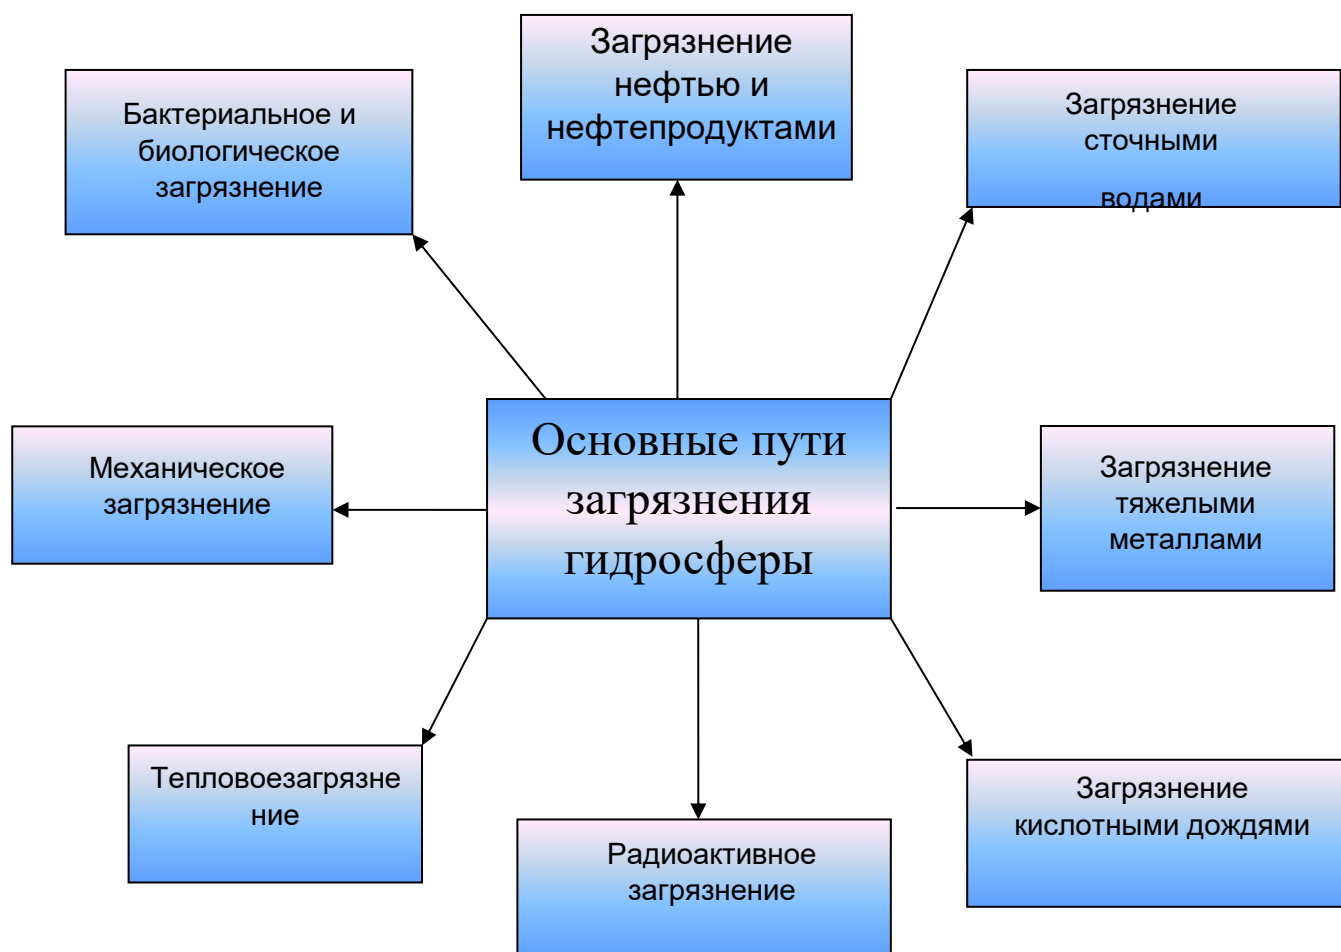 Загрязнение
нефтью и
нефтепродуктами
Бактериальное и
биологическое
загрязнение
Загрязнение
сточными
водами
Основные пути
загрязнения
гидросферы
Механическое
загрязнение
Загрязнение
тяжелыми
металлами
Тепловоезагрязне
ние
Радиоактивное
загрязнение
Загрязнение
кислотными дождями